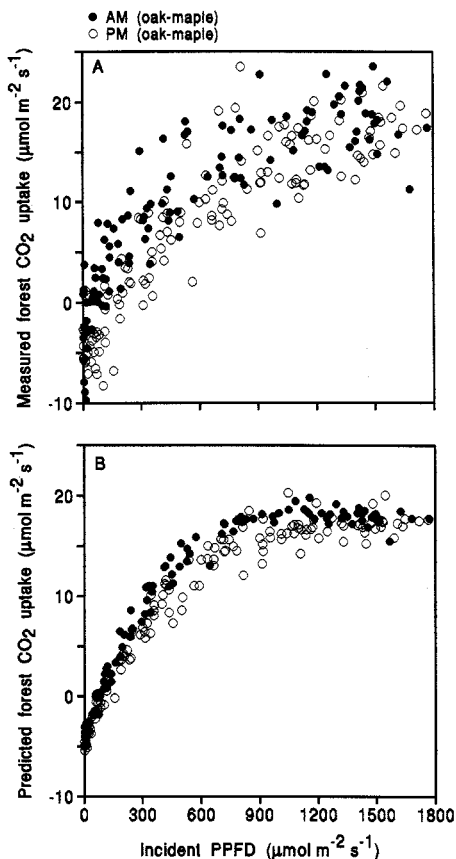 ● AM (oak-maple)
○ PM (oak-maple)
A
20
10
0
-10
Measured forest CO2 uptake (μmol m-2 s-1)
B
20
10
0
-10
Predicted forest CO2 uptake (μmol m-2 s-1)
0 300 600 900 1200 1500 1800
Incident PPFD (μmol m-2 s-1)